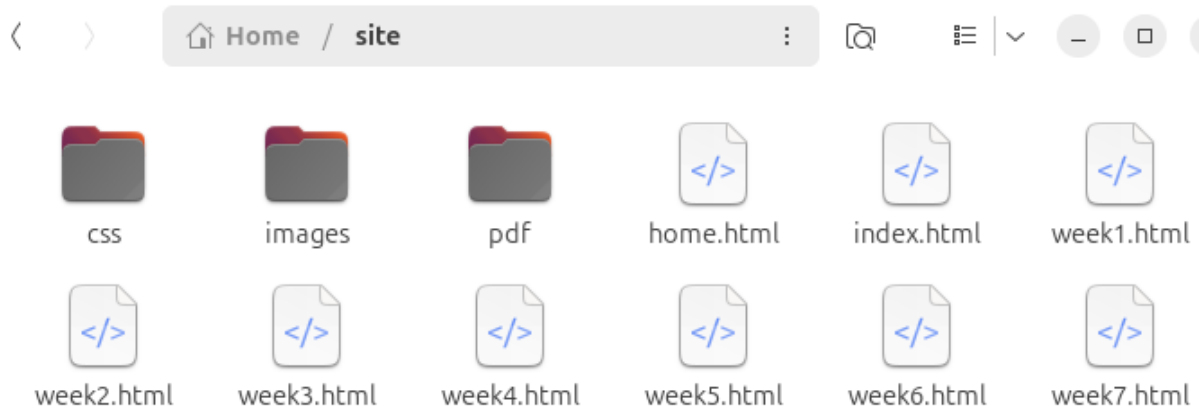 Home / site
css images pdf home.html index.html week1.html
week2.html week3.html week4.html week5.html week6.html week7.html